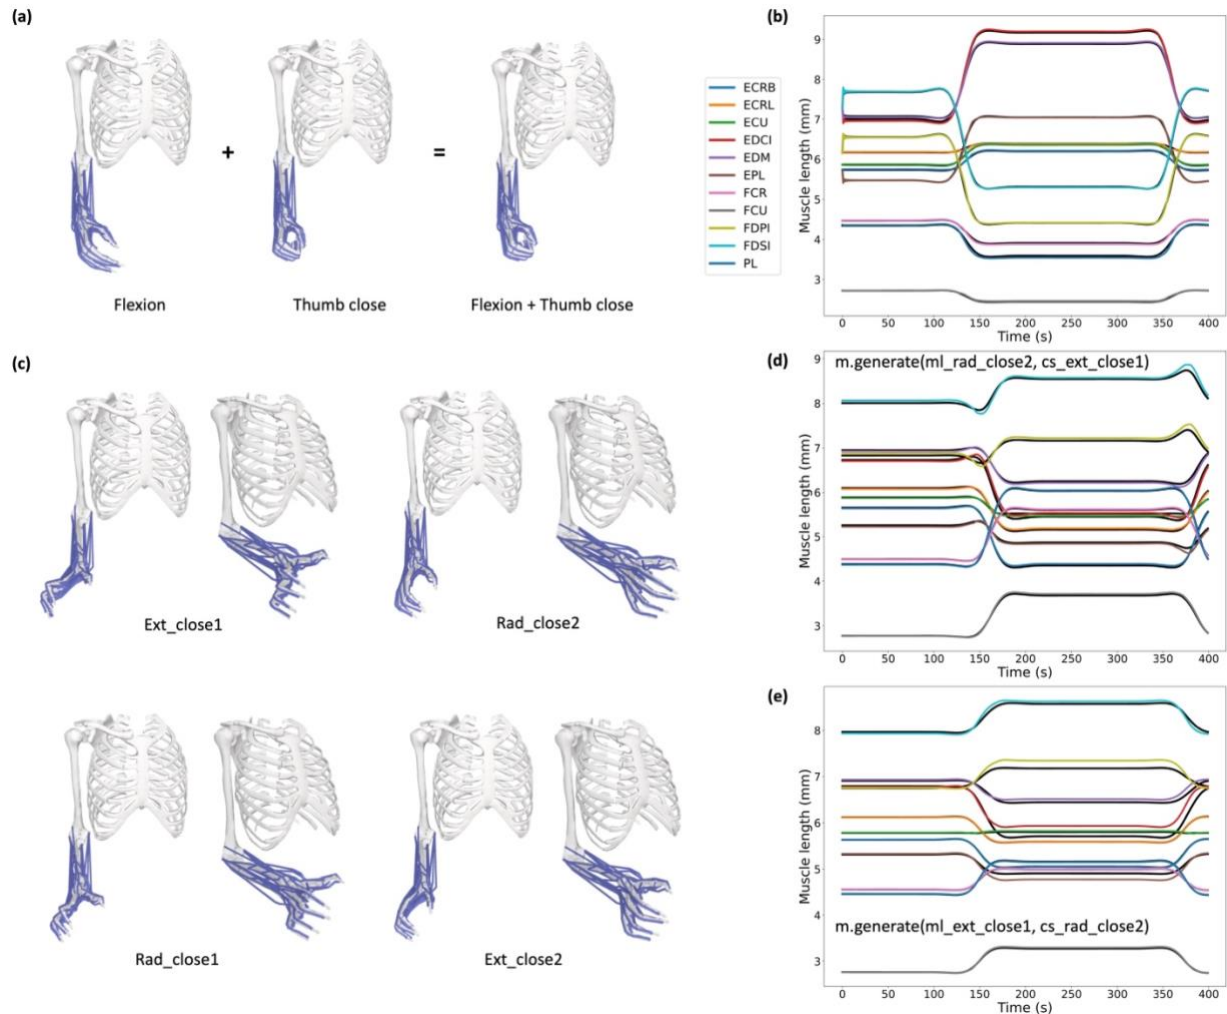 (a)
+
=
Flexion
Thumb close
Flexion + Thumb close
(b)
ECRB
ECRL
ECU
EDCI
EDM
EPL
FCR
FCU
FDPI
FDSI
PL
Muscle length (mm)
9
8
7
6
5
4
3
0 50 100 150 200 250 300 350 400
Time (s)
(c)
Ext_close1
Rad_close2
Rad_close1
Ext_close2
(d)
m.generate(ml_rad_close2, cs_ext_close1)
Muscle length (mm)
9
8
7
6
5
4
3
0 50 100 150 200 250 300 350 400
Time (s)
(e)
Muscle length (mm)
8
7
6
5
4
3
m.generate(ml_ext_close1, cs_rad_close2)
0 50 100 150 200 250 300 350 400
Time (s)